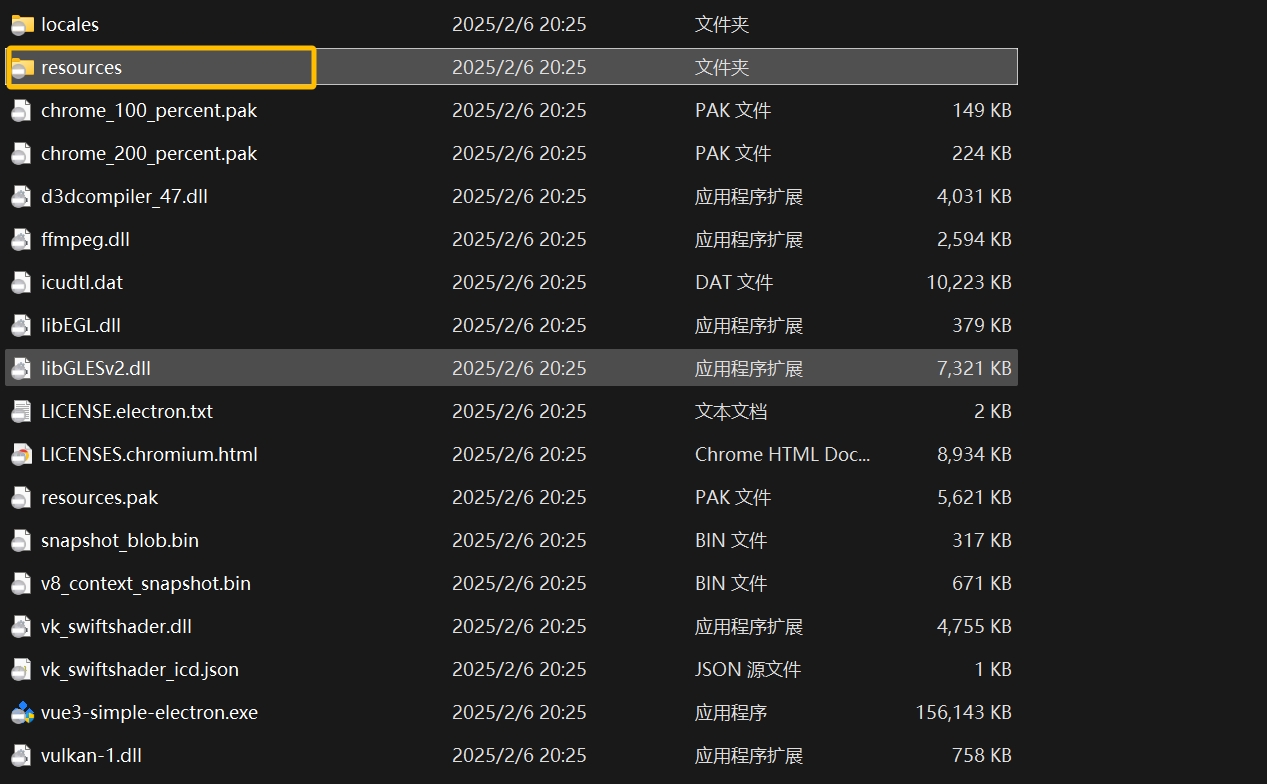 locales 2025/2/6 20:25 文件夹
resources 2025/2/6 20:25 文件夹
chrome_100_percent.pak 2025/2/6 20:25 PAK 文件 149 KB
chrome_200_percent.pak 2025/2/6 20:25 PAK 文件 224 KB
d3dcompiler_47.dll 2025/2/6 20:25 应用程序扩展 4,031 KB
ffmpeg.dll 2025/2/6 20:25 应用程序扩展 2,594 KB
icudtl.dat 2025/2/6 20:25 DAT 文件 10,223 KB
libEGL.dll 2025/2/6 20:25 应用程序扩展 379 KB
libGLESv2.dll 2025/2/6 20:25 应用程序扩展 7,321 KB
LICENSE.electron.txt 2025/2/6 20:25 文本文档 2 KB
LICENSES.chromium.html 2025/2/6 20:25 Chrome HTML Doc... 8,934 KB
resources.pak 2025/2/6 20:25 PAK 文件 5,621 KB
snapshot_blob.bin 2025/2/6 20:25 BIN 文件 317 KB
v8_context_snapshot.bin 2025/2/6 20:25 BIN 文件 671 KB
vk_swiftshader.dll 2025/2/6 20:25 应用程序扩展 4,755 KB
vk_swiftshader_icd.json 2025/2/6 20:25 JSON 源文件 1 KB
vue3-simple-electron.exe 2025/2/6 20:25 应用程序 156,143 KB
vulkan-1.dll 2025/2/6 20:25 应用程序扩展 758 KB